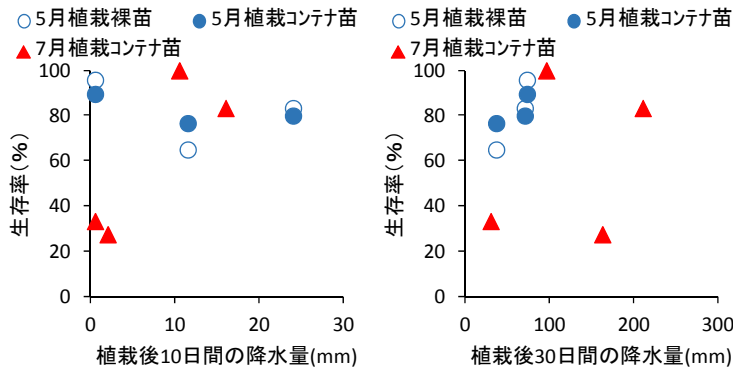 5月植栽裸苗 5月植栽コンテナ苗
7月植栽コンテナ苗
生存率(%)
100
80
60
40
20
0
0 10 20 30
植栽後10日間の降水量(mm)
5月植栽裸苗 5月植栽コンテナ苗
7月植栽コンテナ苗
生存率(%)
100
80
60
40
20
0
0 100 200 300
植栽後30日間の降水量(mm)